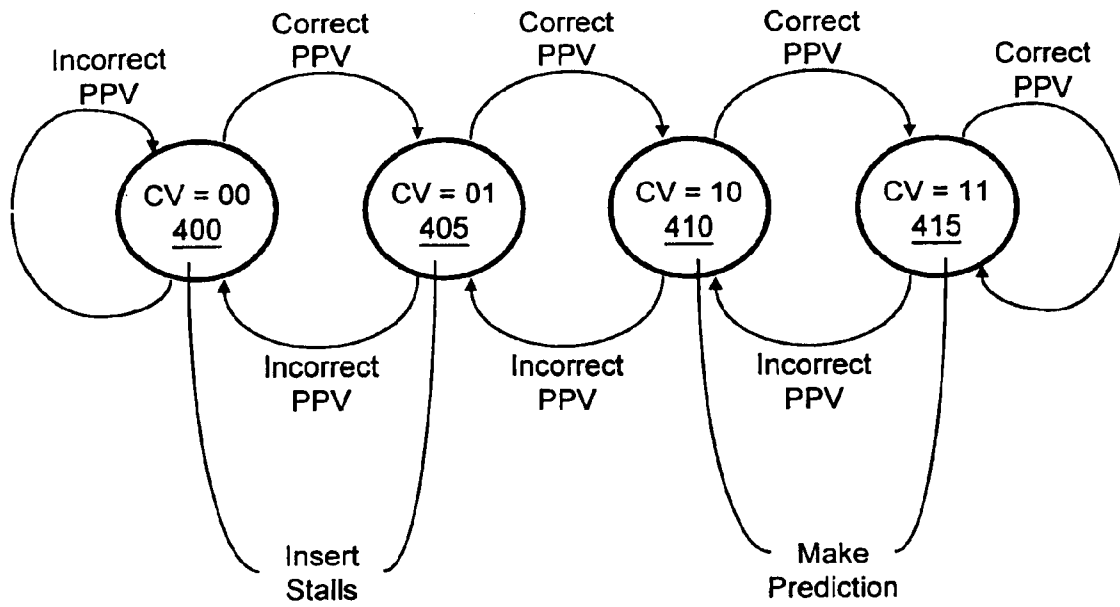 Correct
PPV
Correct
PPV
Correct
PPV
Incorrect
PPV
Correct
PPV
CV = 00
400
CV = 01
405
CV = 10
410
CV = 11
415
Incorrect
PPV
Incorrect
PPV
Incorrect
PPV
Insert
Stalls
Make
Prediction